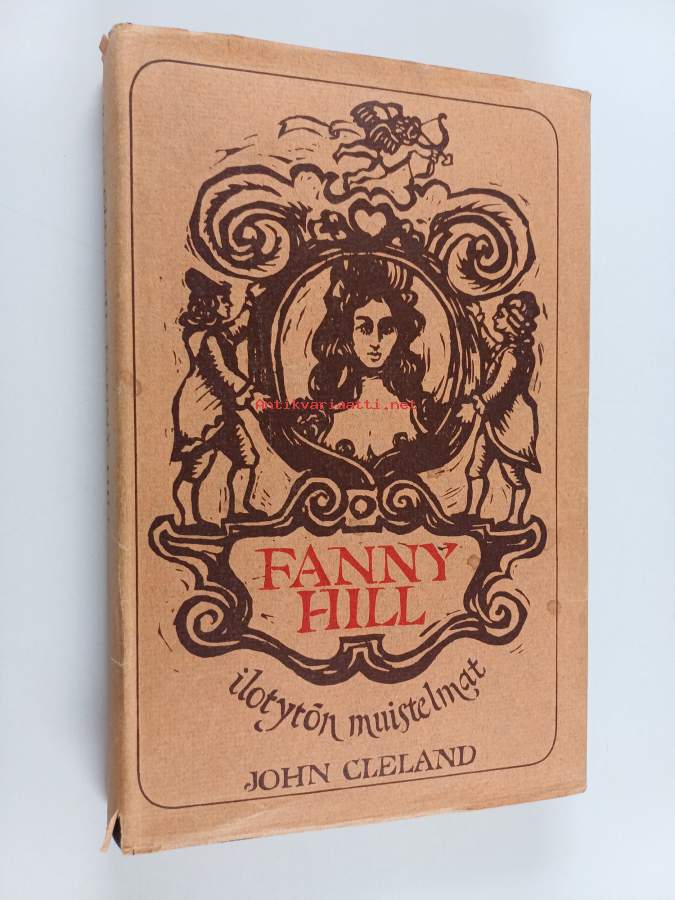 Antikvariaatti.net
FANNY
HILL
ilotytön muistelmat
JOHN CLELAND